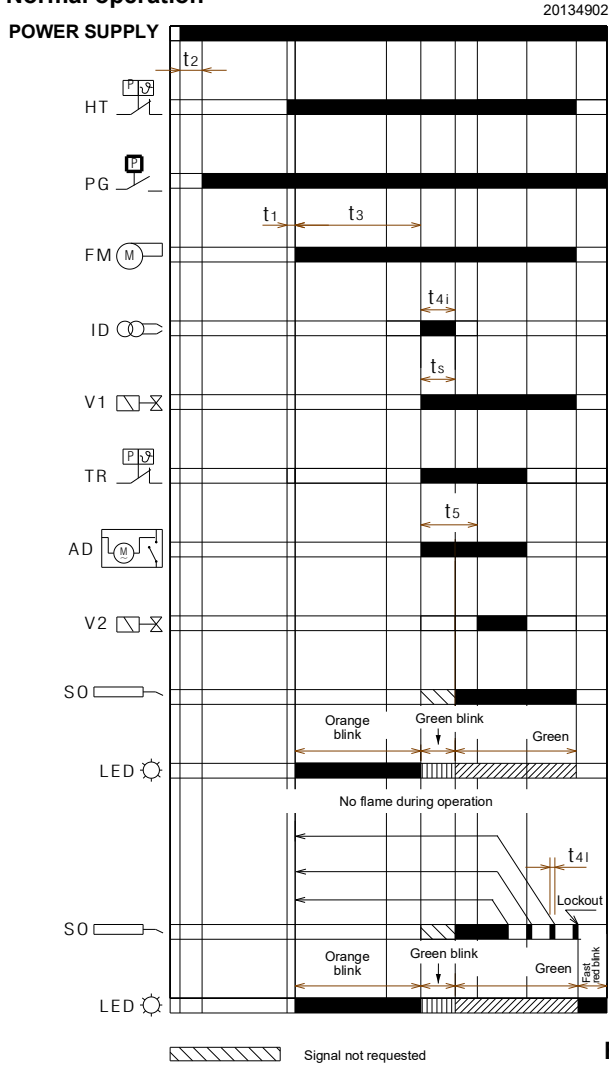 Normal operation
20134902
POWER SUPPLY
t2
P ϑ
HT
P
PG
t1 t3
FM M
t4i
ID
ts
V1
P ϑ
TR
t5
AD M ~
V2
SO
Orange blink
Green blink
Green
LED
No flame during operation
t4l
Lockout
SO
Orange blink
Green blink
Green
Fast red blink
LED
Signal not requested